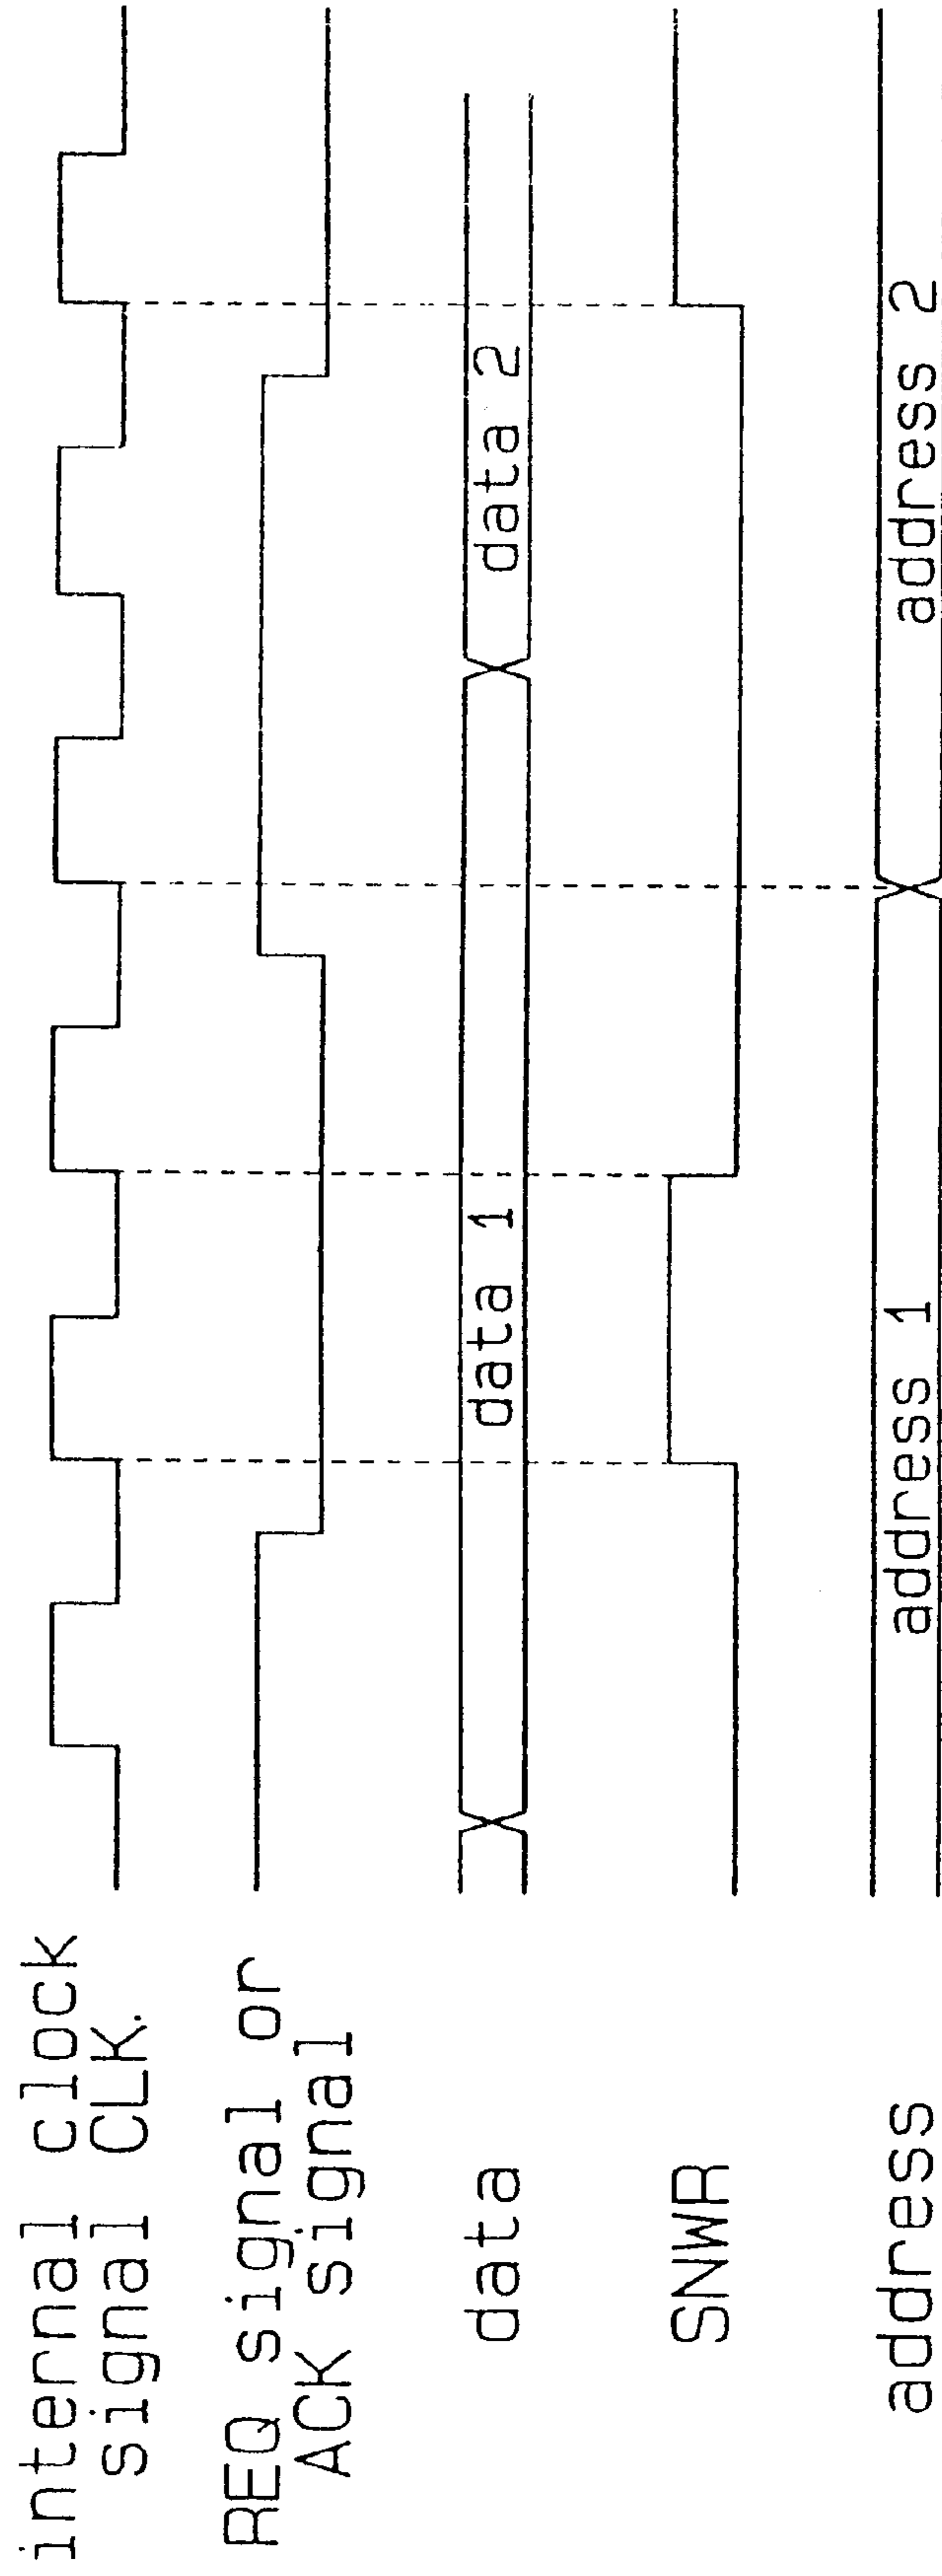 internal clock
signal CLK.
REQ signal or
ACK signal
data
data 1
data 2
SNWR
address
address 1
address 2